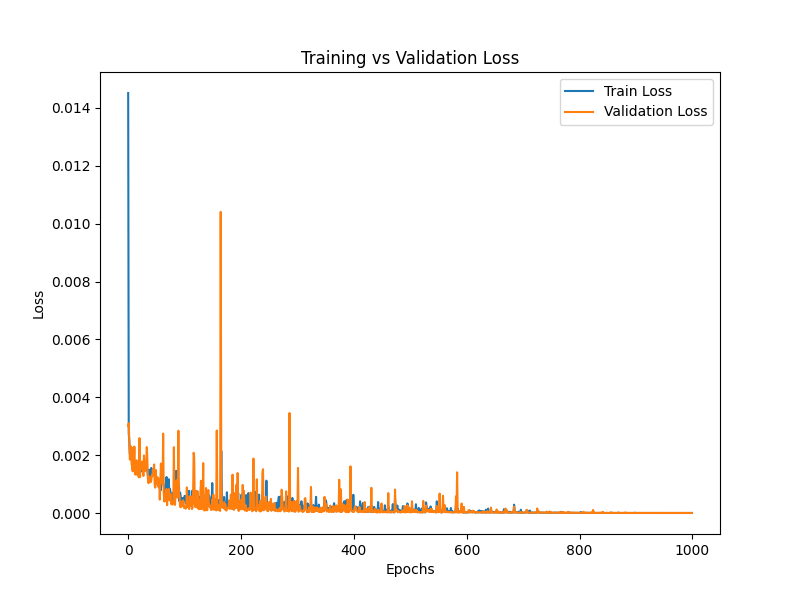 Training vs Validation Loss
Train Loss
Validation Loss
0.014
0.012
0.010
0.008
0.006
0.004
0.002
0.000
Loss
0 200 400 600 800 1000
Epochs